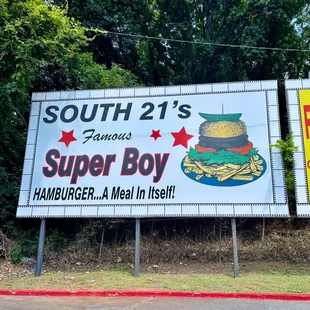 SOUTH 21's
Famous
Super Boy
HAMBURGER...A Meal In Itself!